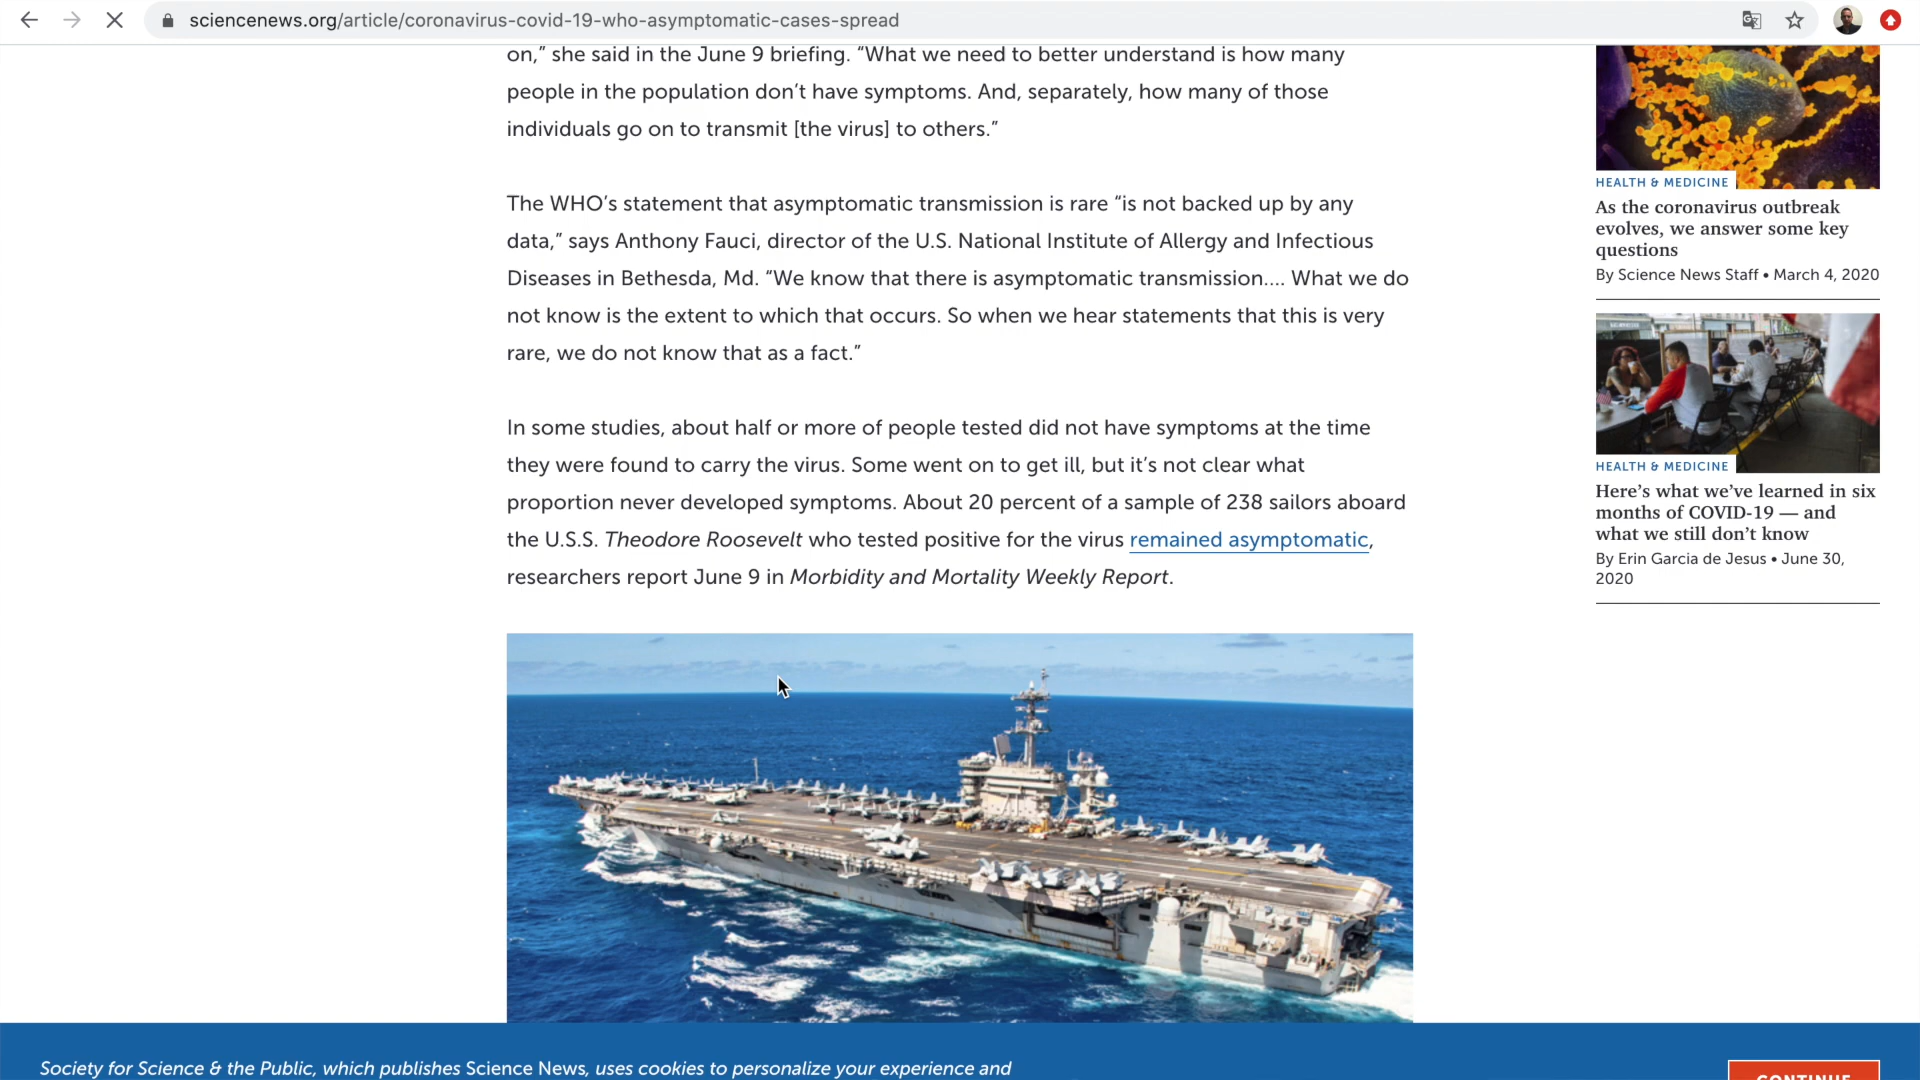 sciencenews.org/article/coronavirus-covid-19-who-asymptomatic-cases-spread
on,” she said in the June 9 briefing. “What we need to better understand is how many
people in the population don’t have symptoms. And, separately, how many of those
individuals go on to transmit [the virus] to others.”
The WHO’s statement that asymptomatic transmission is rare “is not backed up by any
data,” says Anthony Fauci, director of the U.S. National Institute of Allergy and Infectious
Diseases in Bethesda, Md. “We know that there is asymptomatic transmission.... What we do
not know is the extent to which that occurs. So when we hear statements that this is very
rare, we do not know that as a fact.”
In some studies, about half or more of people tested did not have symptoms at the time
they were found to carry the virus. Some went on to get ill, but it’s not clear what
proportion never developed symptoms. About 20 percent of a sample of 238 sailors aboard
the U.S.S. Theodore Roosevelt who tested positive for the virus remained asymptomatic,
researchers report June 9 in Morbidity and Mortality Weekly Report.
HEALTH & MEDICINE
As the coronavirus outbreak
evolves, we answer some key
questions
By Science News Staff • March 4, 2020
HEALTH & MEDICINE
Here’s what we’ve learned in six
months of COVID-19 — and
what we still don’t know
By Erin Garcia de Jesus • June 30,
2020
Society for Science & the Public, which publishes Science News, uses cookies to personalize your experience and
CONTINUE